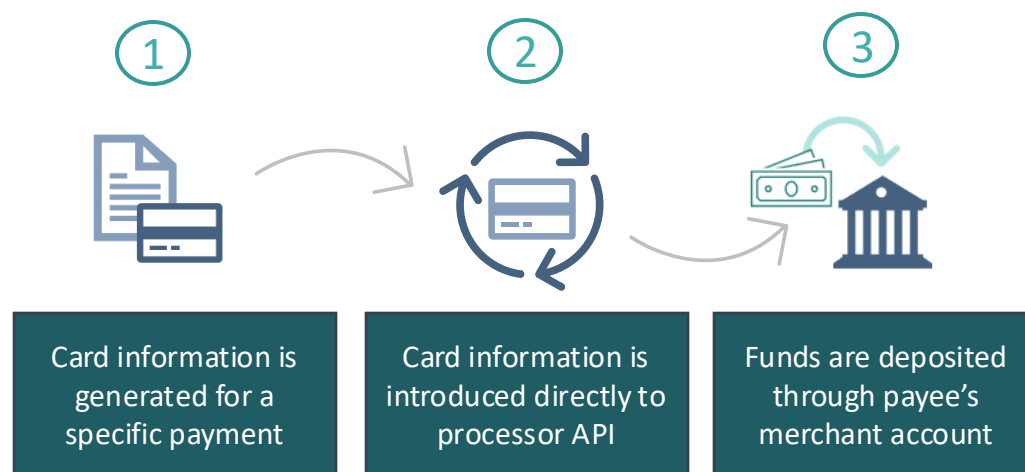 1
2
3
Card information is
generated for a
specific payment
Card information is
introduced directly to
processor API
Funds are deposited
through payee’s
merchant account